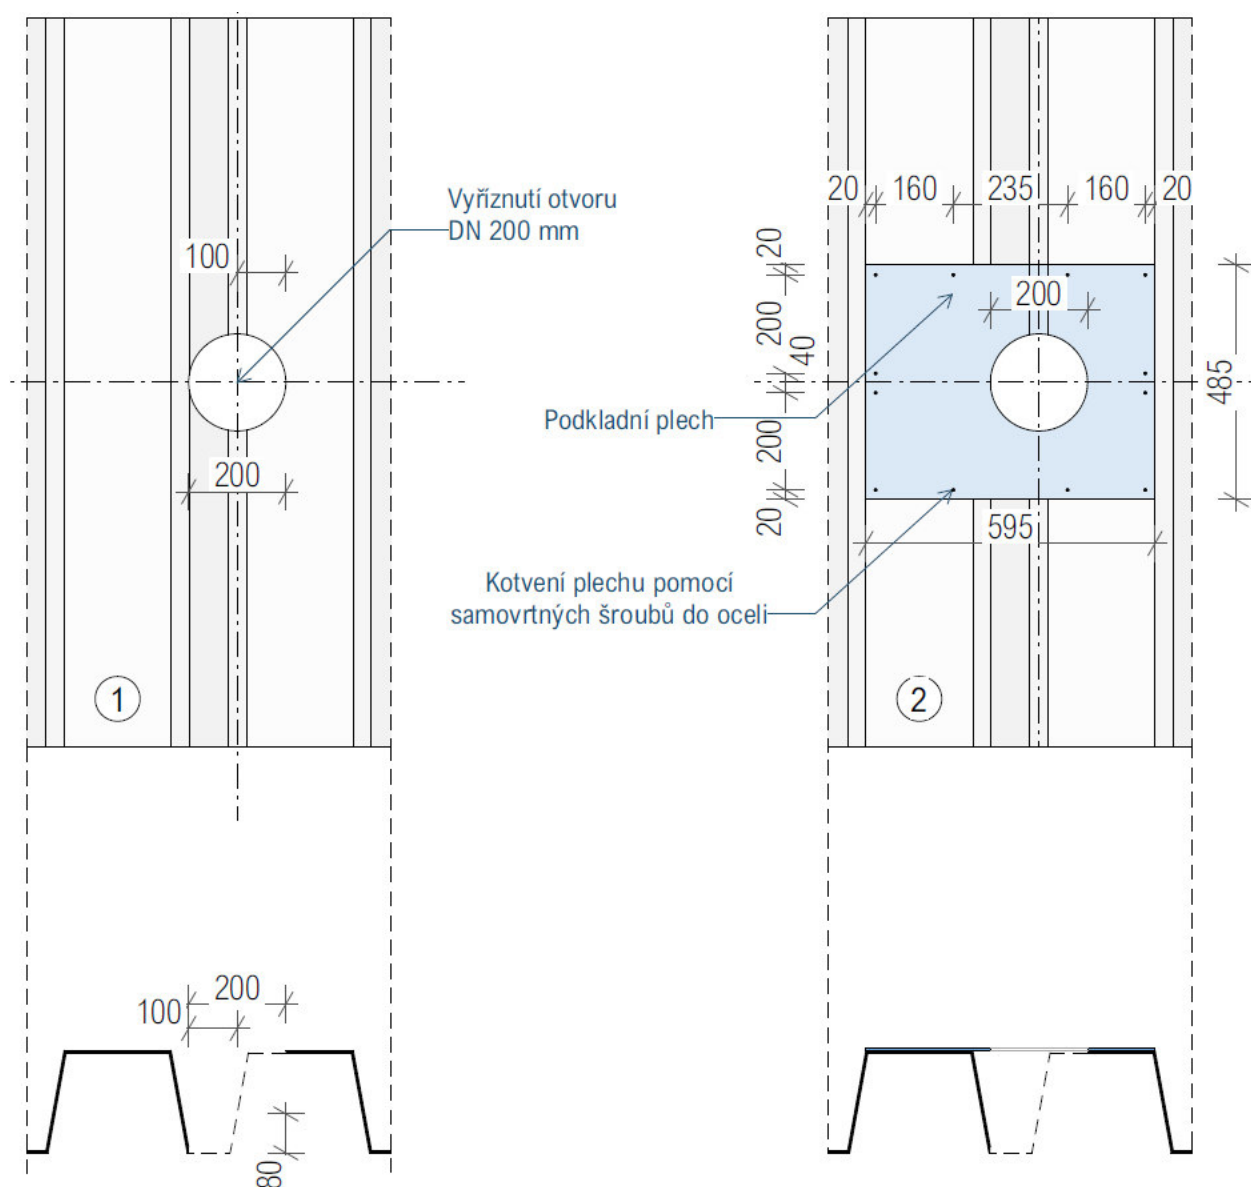 Vyříznutí otvoru
DN 200 mm
100
200
1
200
100
80
20 160 235 160 20
20
200
40
200
20
200
485
Podkladní plech
595
Kotvení plechu pomocí
samovrtných šroubů do oceli
2